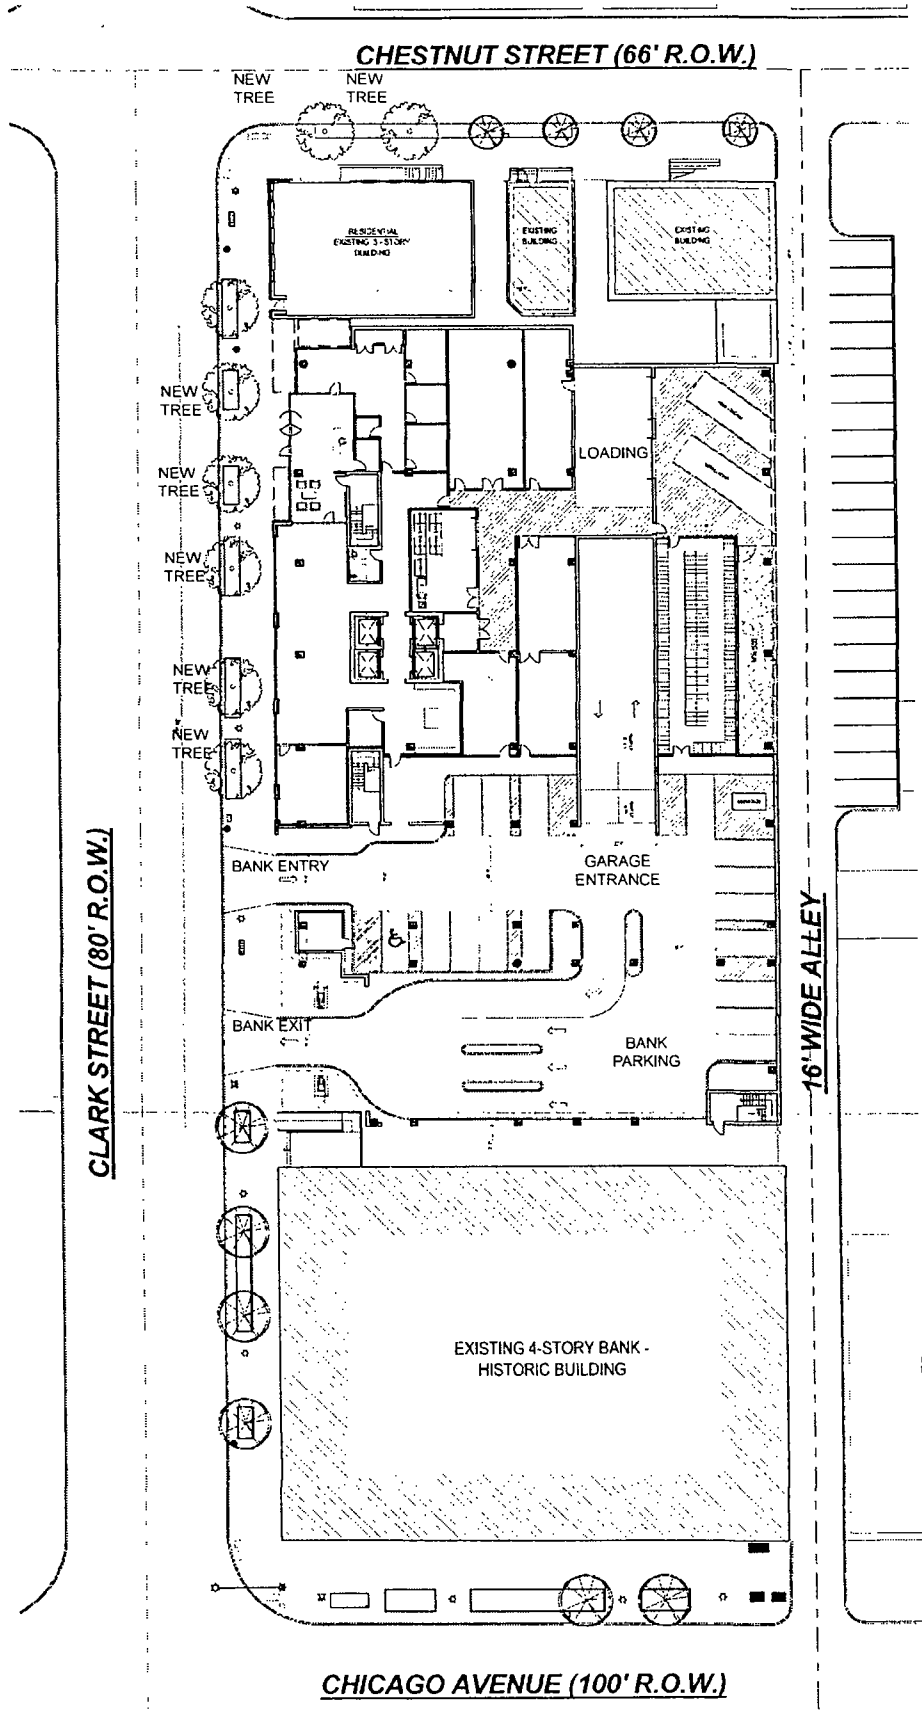 CHESTNUT STREET (66' R.O.W.)
NEW
TREE
NEW
TREE
RESIDENTIAL
EXISTING 3 - STORY
BUILDING
EXISTING
BUILDING
EXISTING
BUILDING
NEW
TREE
LOADING
NEW
TREE
NEW
TREE
NEW
TREE
NEW
TREE
BANK ENTRY
GARAGE
ENTRANCE
CLARK STREET (80' R.O.W.)
16' WIDE ALLEY
BANK EXIT
BANK
PARKING
EXISTING 4-STORY BANK -
HISTORIC BUILDING
CHICAGO AVENUE (100' R.O.W.)